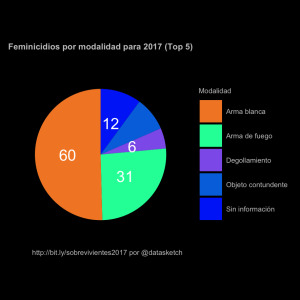 Feminicidios por modalidad para 2017 (Top 5)
Modalidad
Arma blanca
Arma de fuego
Degollamiento
Objeto contundente
Sin información
12
6
60
31
http://bit.ly/sobrevivientes2017 por @datasketch